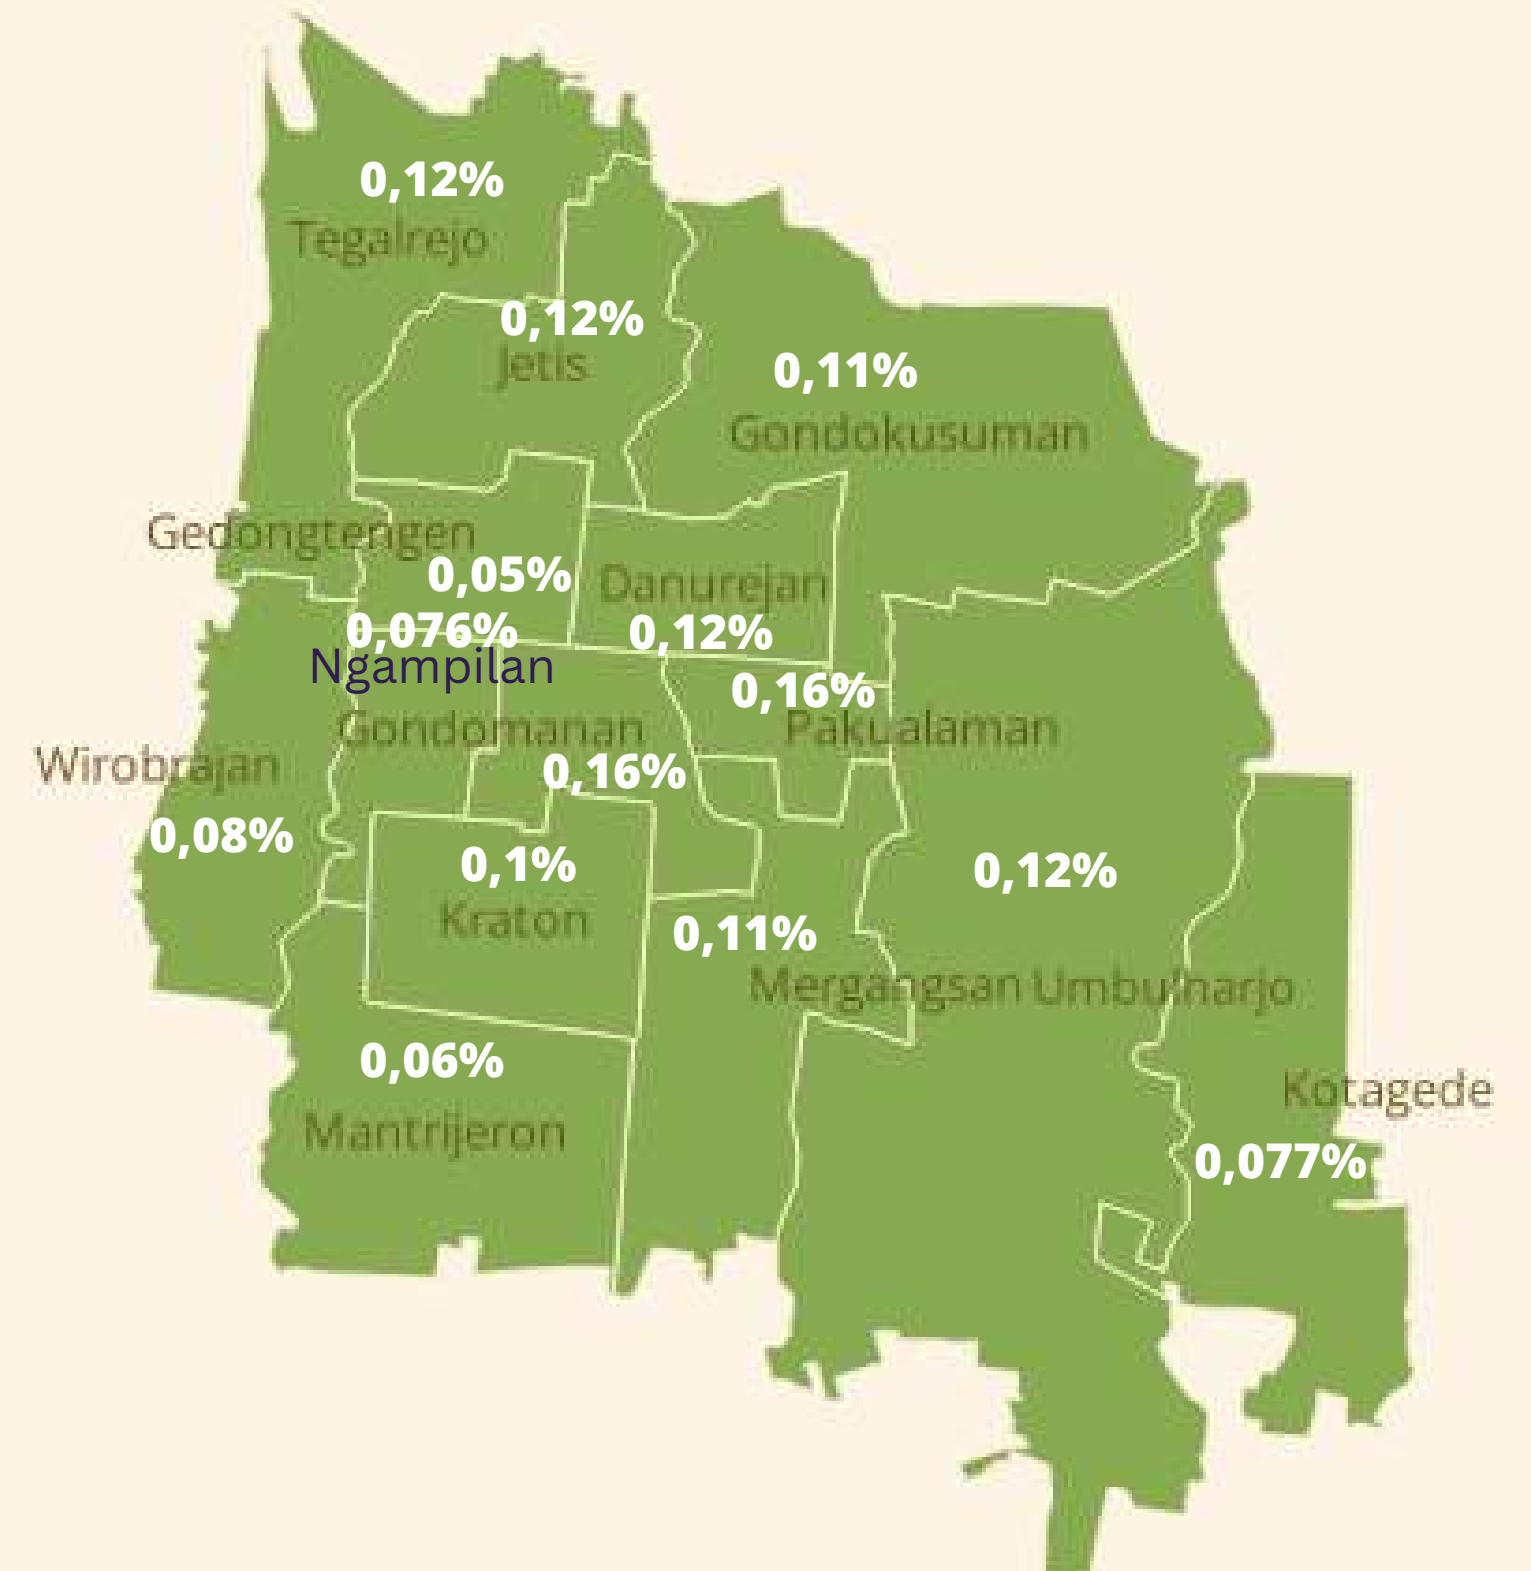 0,12%
Tegalrejo
0,12%
Jetis
0,11%
Gondokusuman
Gedongtengen
0,05%
Danurejan
0,12%
0,076%
Ngampilan
0,16%
Pakualaman
Gondomanan
0,16%
Wirobrajan
0,08%
0,1%
Kraton
0,12%
0,11%
Mergangsan Umbulharjo
0,06%
Mantrijeron
Kotagede
0,077%